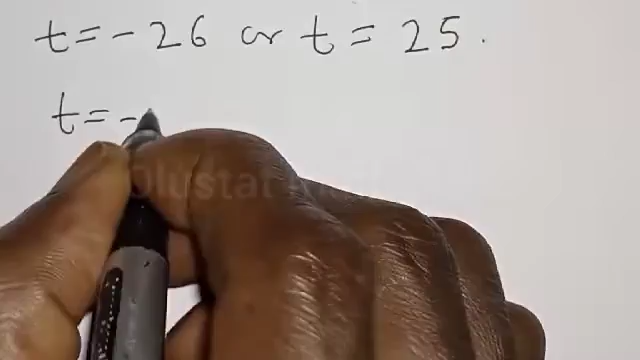 t = -26 or t = 25.
t = -